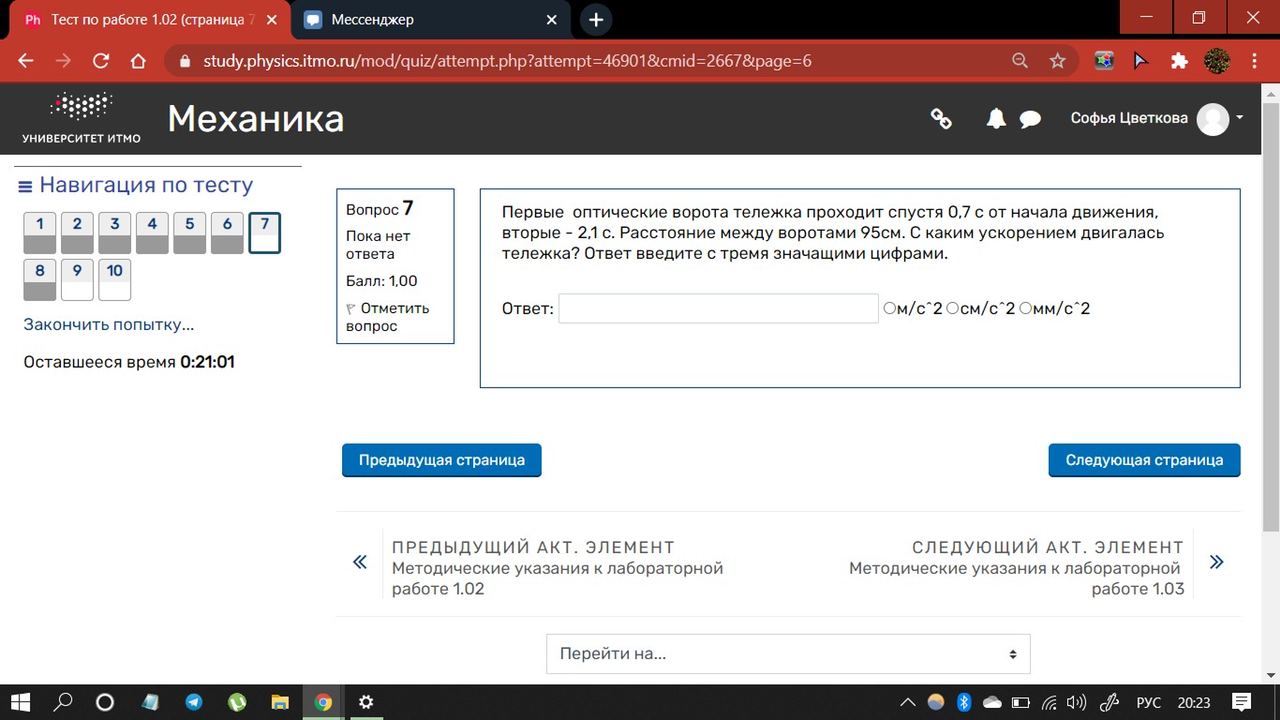 Ph Тест по работе 1.02 (страница 7
Мессенджер
study.physics.itmo.ru/mod/quiz/attempt.php?attempt=46901&cmid=2667&page=6
УНИВЕРСИТЕТ ИТМО
Механика
Софья Цветкова
Навигация по тесту
1 2 3 4 5 6 7
8 9 10
Закончить попытку...
Оставшееся время 0:21:01
Вопрос 7
Пока нет
ответа
Балл: 1,00
Отметить
вопрос
Первые оптические ворота тележка проходит спустя 0,7 с от начала движения,
вторые - 2,1 с. Расстояние между воротами 95см. С каким ускорением двигалась
тележка? Ответ введите с тремя значащими цифрами.
Ответ: м/с^2 см/с^2 мм/с^2
Предыдущая страница
Следующая страница
ПРЕДЫДУЩИЙ АКТ. ЭЛЕМЕНТ
Методические указания к лабораторной
работе 1.02
СЛЕДУЮЩИЙ АКТ. ЭЛЕМЕНТ
Методические указания к лабораторной
работе 1.03
Перейти на...
РУС 20:23